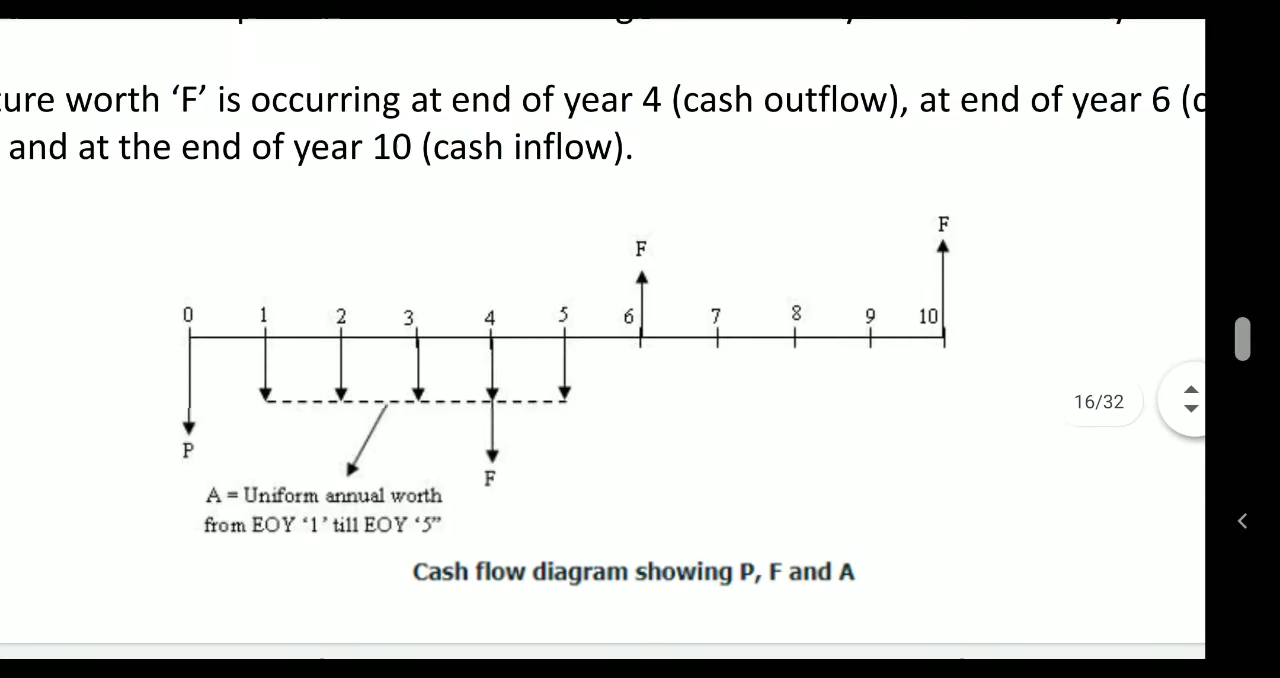 ure worth ‘F’ is occurring at end of year 4 (cash outflow), at end of year 6 (c
and at the end of year 10 (cash inflow).
F
F
0 1 2 3 4 5 6 7 8 9 10
16/32
P
F
A = Uniform annual worth
from EOY ‘1’ till EOY ‘5”
Cash flow diagram showing P, F and A